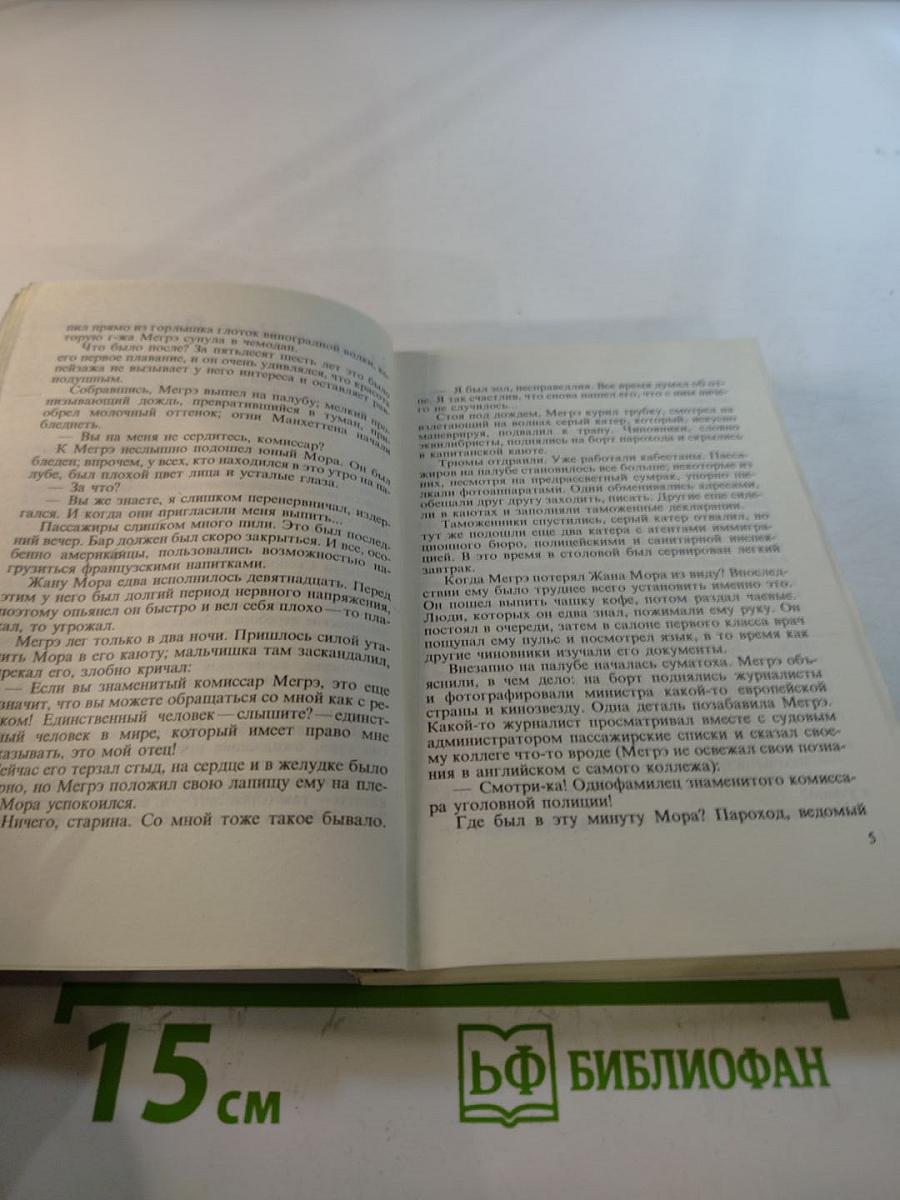 пил прямо из горлышка глоток виноградной водки, ко-
торую г-жа Мегрэ сунула в чемодан.
Что было после? За пятьдесят шесть лет это было
его первое плавание, и он очень удивлялся, что красота
пейзажа не вызывает у него интереса и оставляет рав-
нодушным.
Собравшись, Мегрэ вышел на палубу; мелкий про-
низывающий дождь, превратившийся в туман, при-
обрел молочный оттенок; огни Манхеттена начали
бледнеть.
— Вы на меня не сердитесь, комиссар?
К Мегрэ неслышно подошел юный Мора. Он был
бледен; впрочем, у всех, кто находился в это утро на па-
лубе, был плохой цвет лица и усталые глаза.
— За что?
— Вы же знаете, я слишком перенервничал, издер-
гался. И когда они пригласили меня выпить...
Пассажиры слишком много пили. Это был послед-
ний вечер. Бар должен был скоро закрыться. И все, осо-
бенно американцы, пользовались возможностью на-
грузиться французскими напитками.
Жану Мора едва исполнилось девятнадцать. Перед
этим у него был долгий период нервного напряжения,
поэтому опьянел он быстро и вел себя плохо — то пла-
кал, то угрожал.
Мегрэ лег только в два ночи. Пришлось силой ута-
щить Мора в его каюту; мальчишка там заскандалил,
рекал его, злобно кричал:
— Если вы знаменитый комиссар Мегрэ, это еще
значит, что вы можете обращаться со мной как с ре-
ком! Единственный человек — слышите? — единст-
ный человек в мире, который имеет право мне
казывать, это мой отец!
ейчас его терзал стыд, на сердце и в желудке было
рно, но Мегрэ положил свою лапищу ему на пле-
Мора успокоился.
Ничего, старина. Со мной тоже такое бывало.
— Я был зол, несправедлив. Все время думал об от-
це. Я так счастлив, что снова нашел его, что с ним ниче-
го не случилось...
Стоя под дождем, Мегрэ курил трубку, смотрел на
взлетающий на волнах серый катер, который, искусно
маневрируя, подвалил к трапу. Чиновники, словно
эквилибристы, поднялись на борт парохода и скрылись
в капитанской каюте.
Трюмы отдраили. Уже работали кабестаны. Пасса-
жиров на палубе становилось все больше; некоторые из
них, несмотря на предрассветный сумрак, упорно щел-
кали фотоаппаратами. Одни обменивались адресами,
обещали друг другу заходить, писать. Другие еще сиде-
ли в каютах и заполняли таможенные декларации.
Таможенники спустились, серый катер отвалил, но
тут же подошли еще два катера с агентами иммигра-
ционного бюро, полицейскими и санитарной инспек-
цией. В это время в столовой был сервирован легкий
завтрак.
Когда Мегрэ потерял Жана Мора из виду? Впослед-
ствии ему было труднее всего установить именно это.
Он пошел выпить чашку кофе, потом раздал чаевые.
Люди, которых он едва знал, пожимали ему руку. Он
постоял в очереди, затем в салоне первого класса врач
пощупал ему пульс и посмотрел язык, в то время как
другие чиновники изучали его документы.
Внезапно на палубе началась суматоха. Мегрэ объ-
яснили, в чем дело: на борт поднялись журналисты
и фотографировали министра какой-то европейской
страны и кинозвезду. Одна деталь позабавила Мегрэ.
Какой-то журналист просматривал вместе с судовым
администратором пассажирские списки и сказал свое-
му коллеге что-то вроде (Мегрэ не освежал свои позна-
ния в английском с самого коллежа):
— Смотри-ка! Однофамилец знаменитого комисса-
ра уголовной полиции!
Где был в эту минуту Мора? Пароход, ведомый
5
15 см
ЬФ БИБЛИОФАН